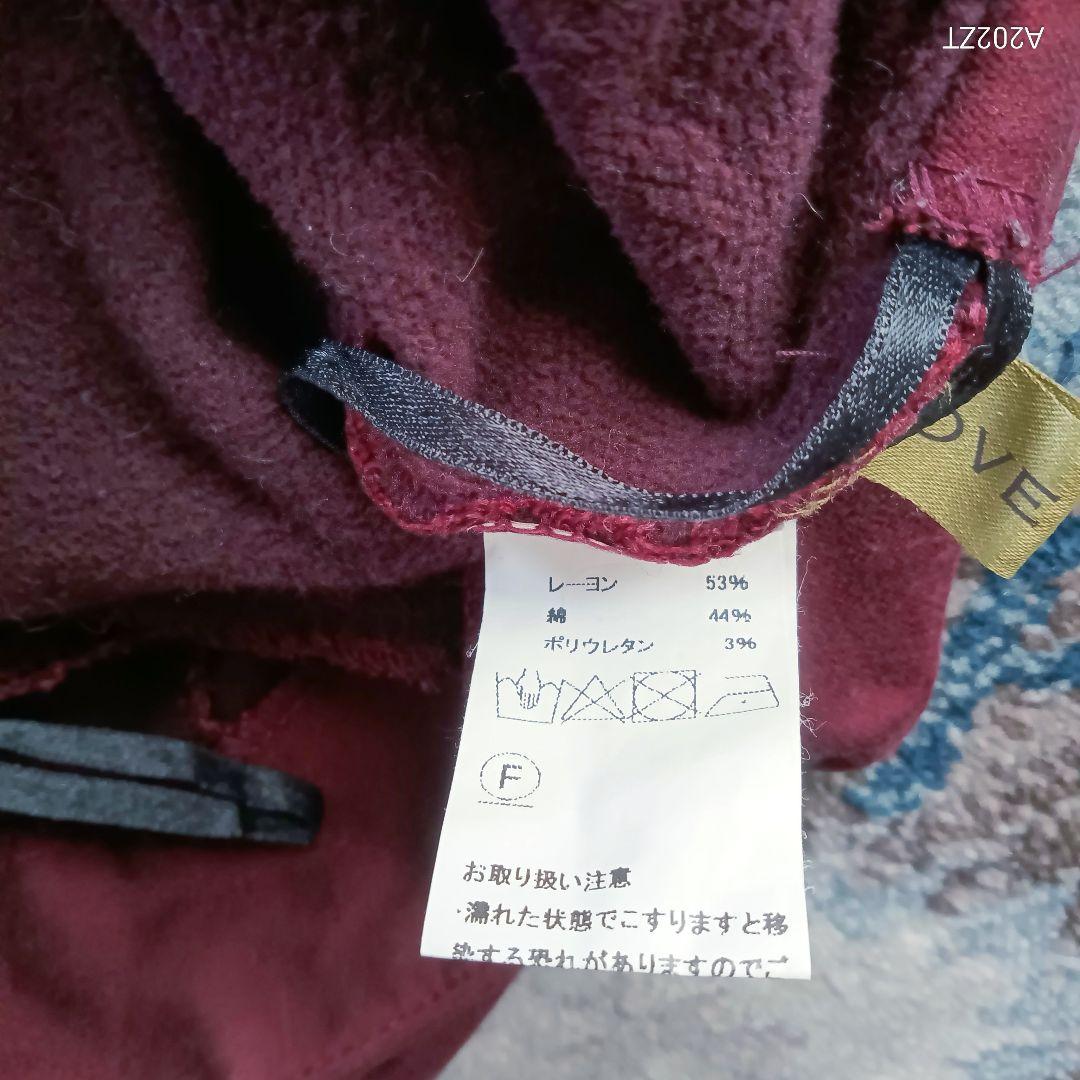 A202ZT
OVE
レーヨン 53%
綿 44%
ポリウレタン 3%
F
お取り扱い注意
・濡れた状態でこすりますと移
染する恐れがありますのでご